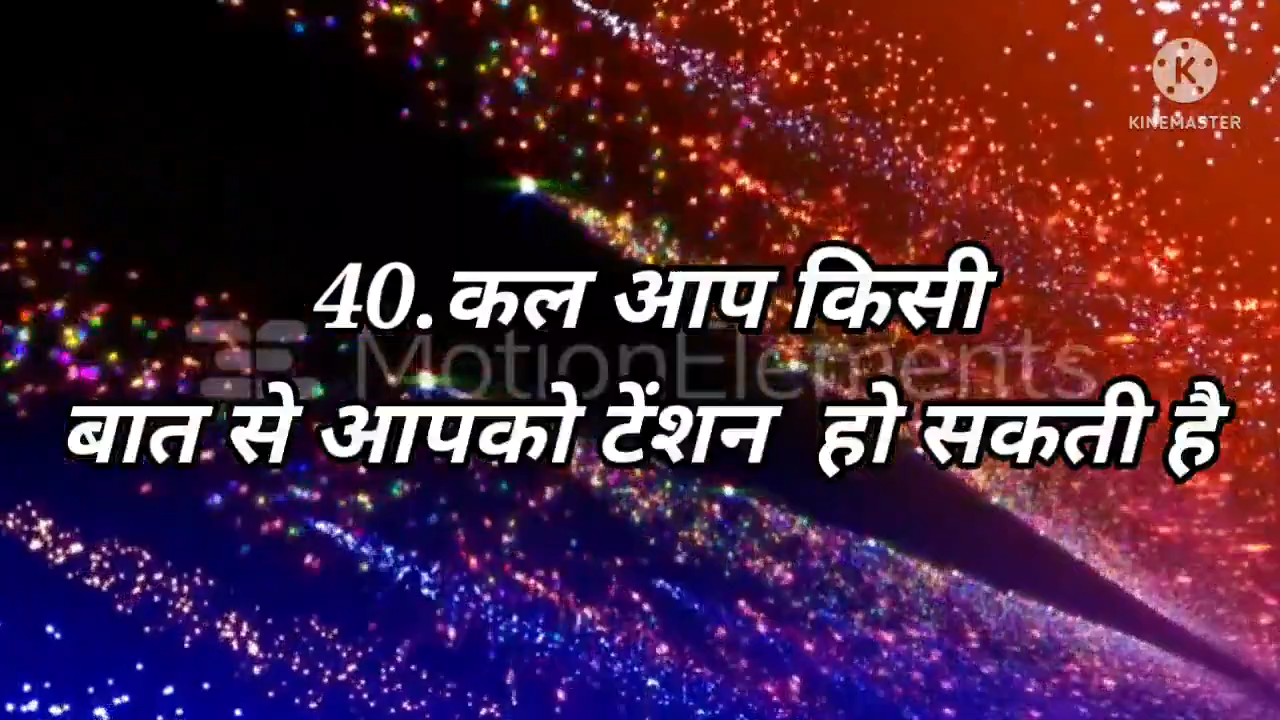 KINEMASTER
40.कल आप किसी
MotionElements
बात से आपको टेंशन हो सकती है